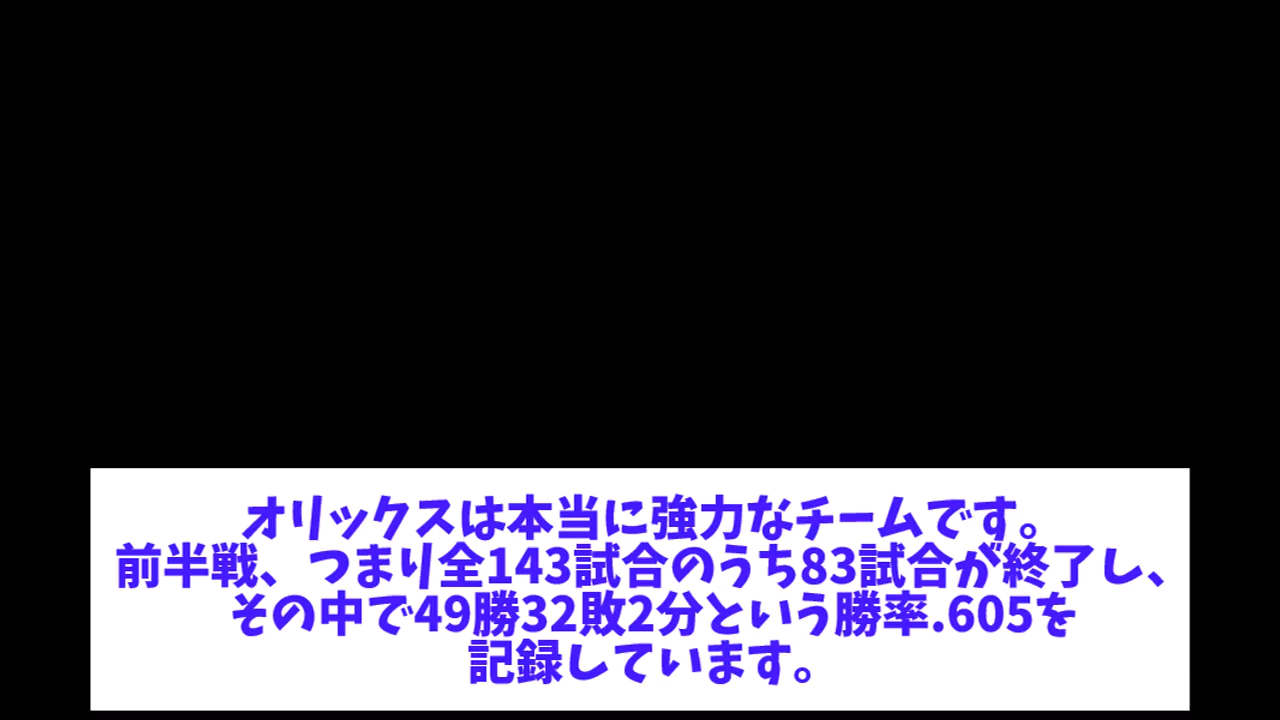 オリックスは本当に強力なチームです。
前半戦、つまり全143試合のうち83試合が終了し、
その中で49勝32敗2分という勝率.605を
記録しています。